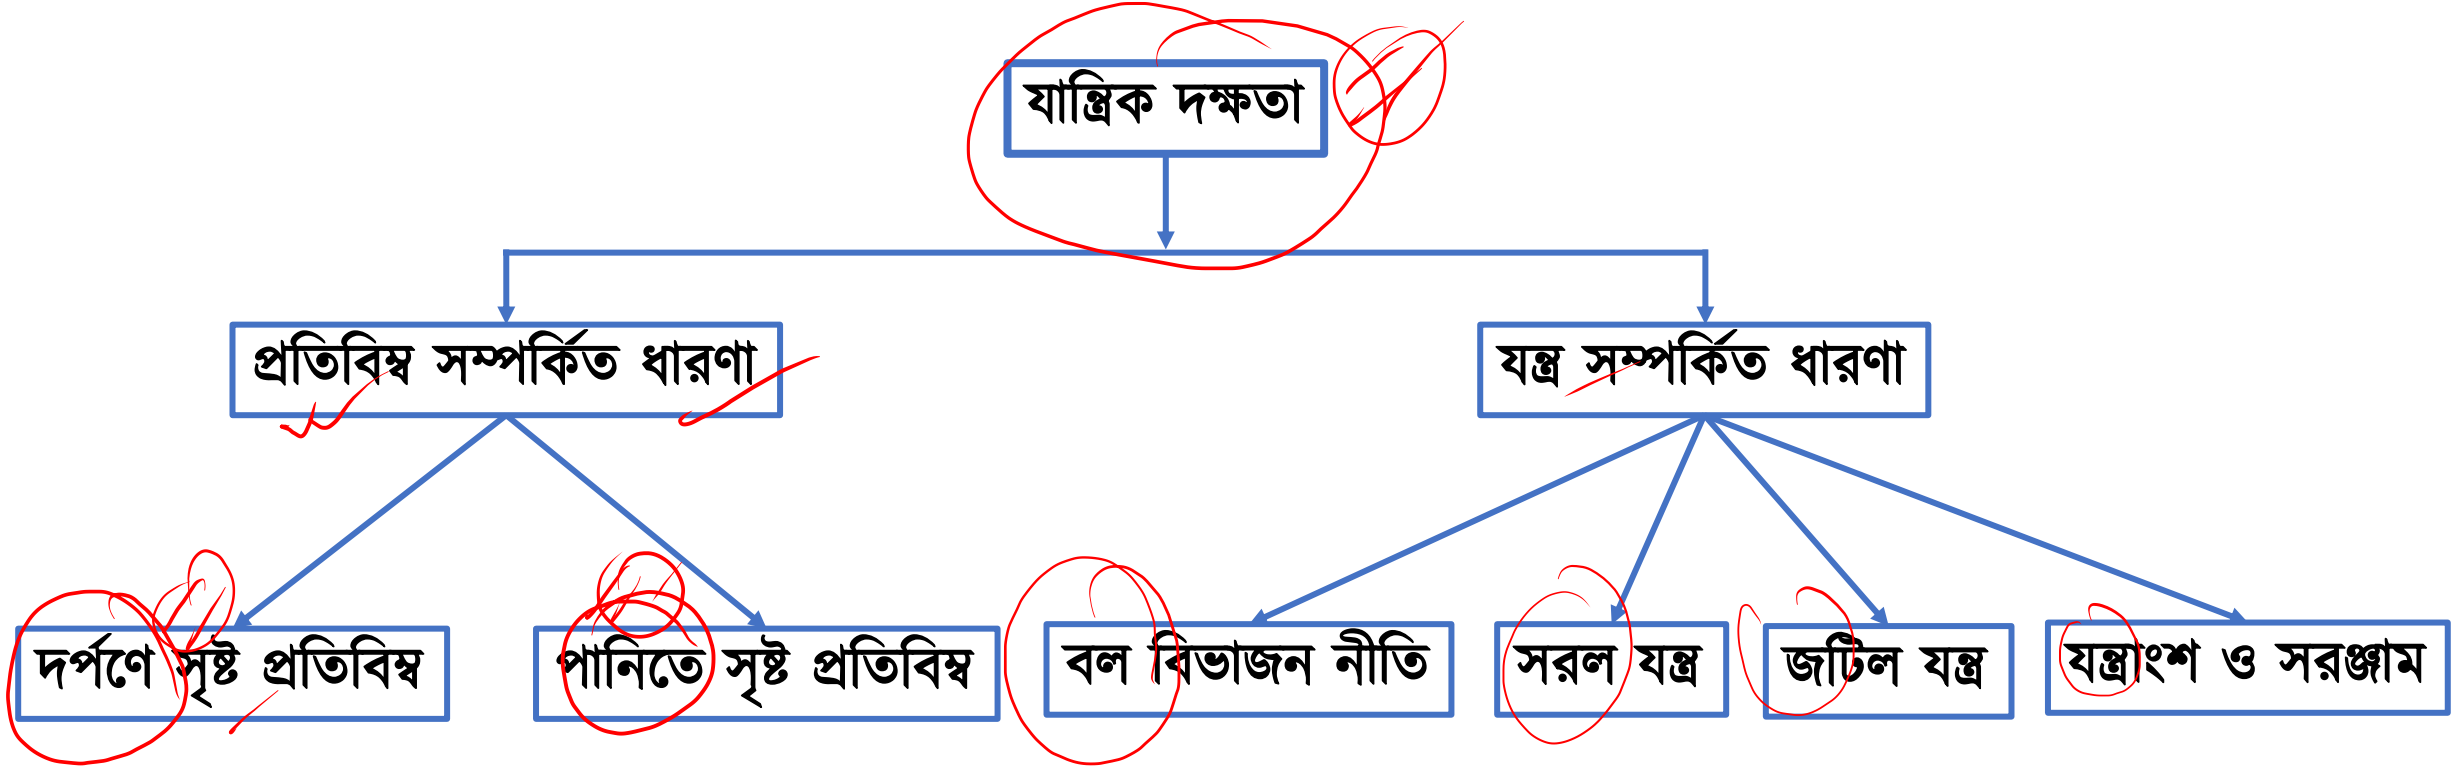 যান্ত্রিক দক্ষতা
প্রতিবিম্ব সম্পর্কিত ধারণা
যন্ত্র সম্পর্কিত ধারণা
দর্পণে সৃষ্ট প্রতিবিম্ব
পানিতে সৃষ্ট প্রতিবিম্ব
বল বিভাজন নীতি
সরল যন্ত্র
জটিল যন্ত্র
যন্ত্রাংশ ও সরঞ্জাম